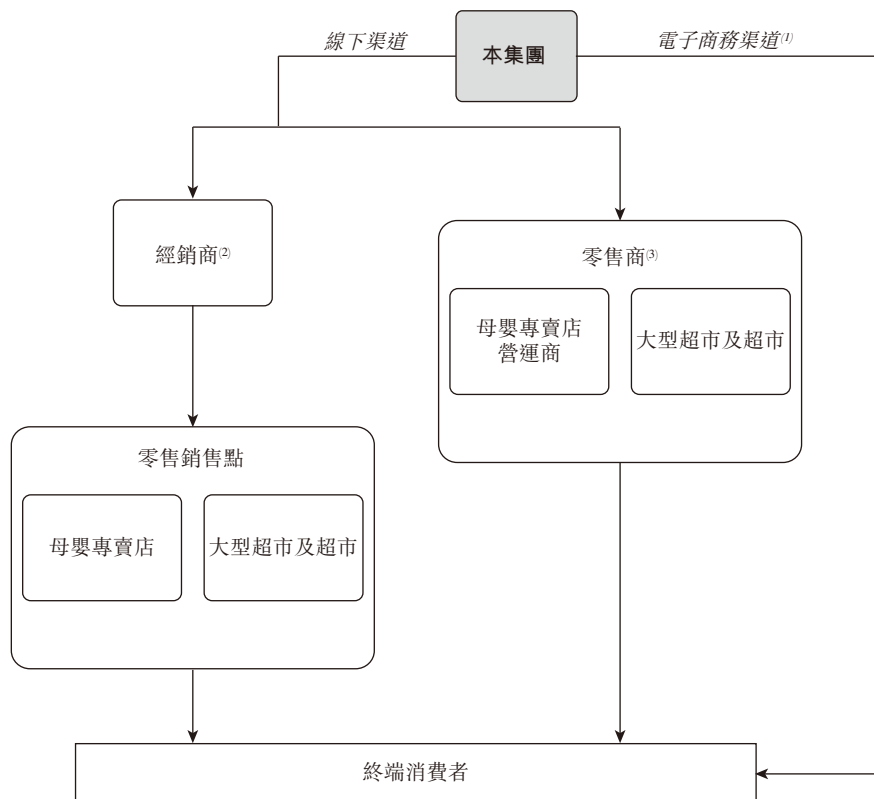 線下渠道
本集團
電子商務渠道(1)
經銷商(2)
零售商(3)
母嬰專賣店
營運商
大型超市及超市
零售銷售點
母嬰專賣店
大型超市及超市
終端消費者